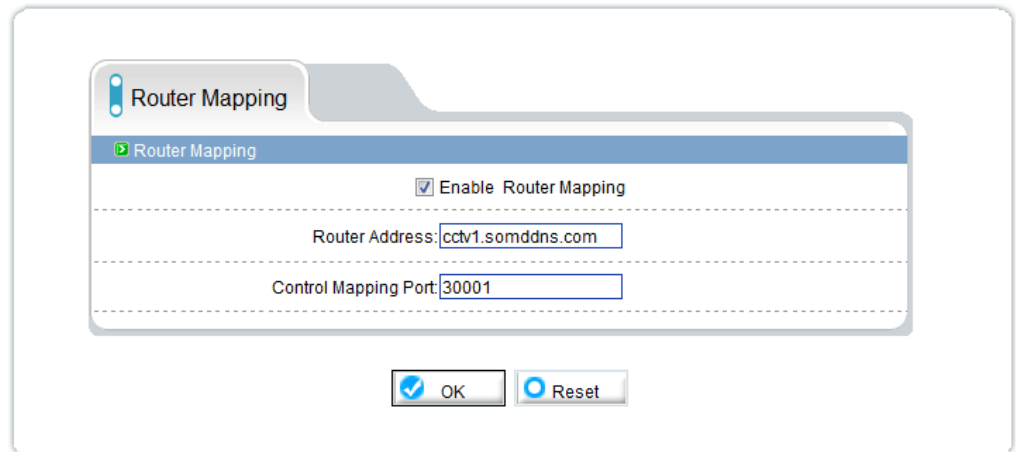 Router Mapping
Router Mapping
Enable Router Mapping
Router Address: cctv1.somddns.com
Control Mapping Port: 30001
OK Reset